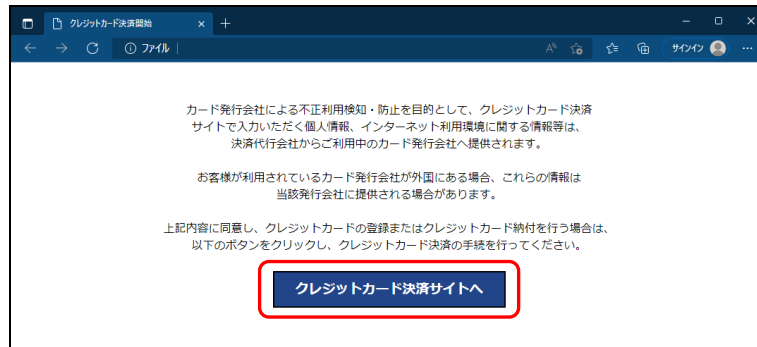 クレジットカード決済開始
ファイル
サインイン
カード発行会社による不正利用検知・防止を目的として、クレジットカード決済
サイトで入力いただく個人情報、インターネット利用環境に関する情報等は、
決済代行会社からご利用中のカード発行会社へ提供されます。
お客様が利用されているカード発行会社が外国にある場合、これらの情報は
当該発行会社に提供される場合があります。
上記内容に同意し、クレジットカードの登録またはクレジットカード納付を行う場合は、
以下のボタンをクリックし、クレジットカード決済の手続を行ってください。
クレジットカード決済サイトへ